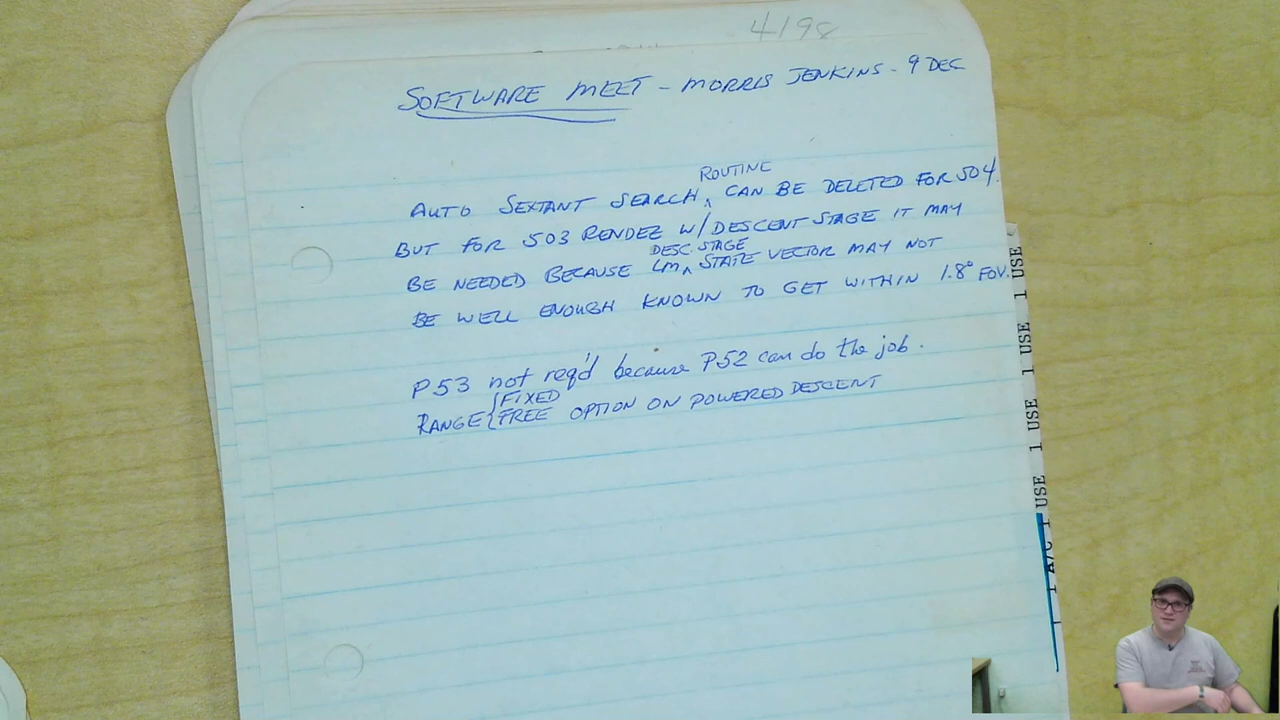 4198
SOFTWARE MEET - MORRIS JENKINS - 9 DEC
ROUTINE
AUTO SEXTANT SEARCH ‸ CAN BE DELETED FOR 504.
BUT FOR 503 RENDEZ W/DESCENT STAGE IT MAY
DESC. STAGE
BE NEEDED BECAUSE LM ‸ STATE VECTOR MAY NOT
BE WELL ENOUGH KNOWN TO GET WITHIN 1.8° FOV.
P53 not req'd because P52 can do the job.
FIXED
RANGE { FREE OPTION ON POWERED DESCENT
1 A/C 1 USE 1 USE 1 USE 1 USE